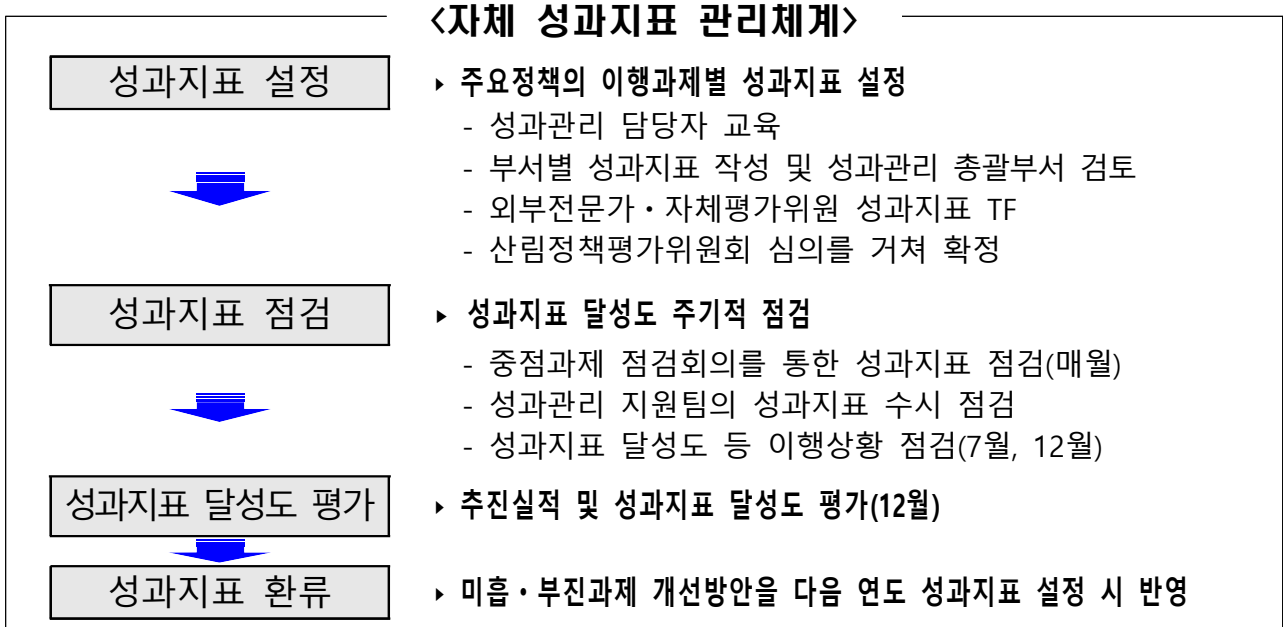 <자체 성과지표 관리체계>
성과지표 설정
▸ 주요정책의 이행과제별 성과지표 설정
- 성과관리 담당자 교육
- 부서별 성과지표 작성 및 성과관리 총괄부서 검토
- 외부전문가・자체평가위원 성과지표 TF
- 산림정책평가위원회 심의를 거쳐 확정
성과지표 점검
▸ 성과지표 달성도 주기적 점검
- 중점과제 점검회의를 통한 성과지표 점검(매월)
- 성과관리 지원팀의 성과지표 수시 점검
- 성과지표 달성도 등 이행상황 점검(7월, 12월)
성과지표 달성도 평가
▸ 추진실적 및 성과지표 달성도 평가(12월)
성과지표 환류
▸ 미흡・부진과제 개선방안을 다음 연도 성과지표 설정 시 반영